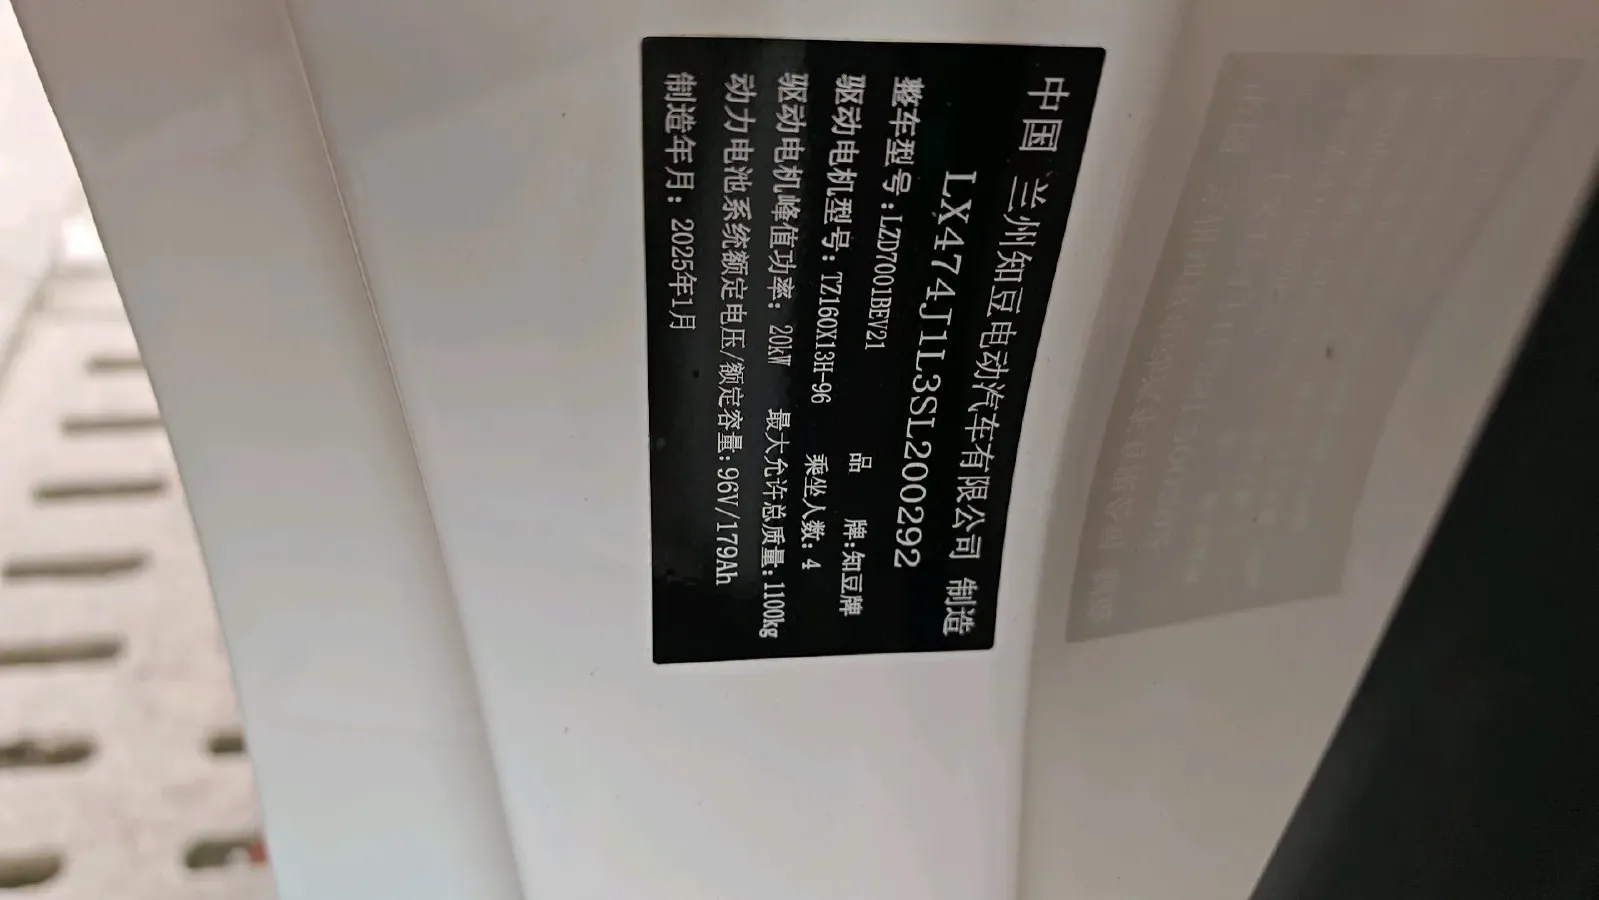 中国 兰州知豆电动汽车有限公司 制造
LX474J1L3SL200292
整车型号:LZD7001BEV21 品 牌:知豆牌
驱动电机型号: TZ160X13H-96 乘坐人数: 4
驱动电机峰值功率: 20kW 最大允许总质量:1100kg
动力电池系统额定电压/额定容量:96V/179Ah
制造年月: 2025年1月